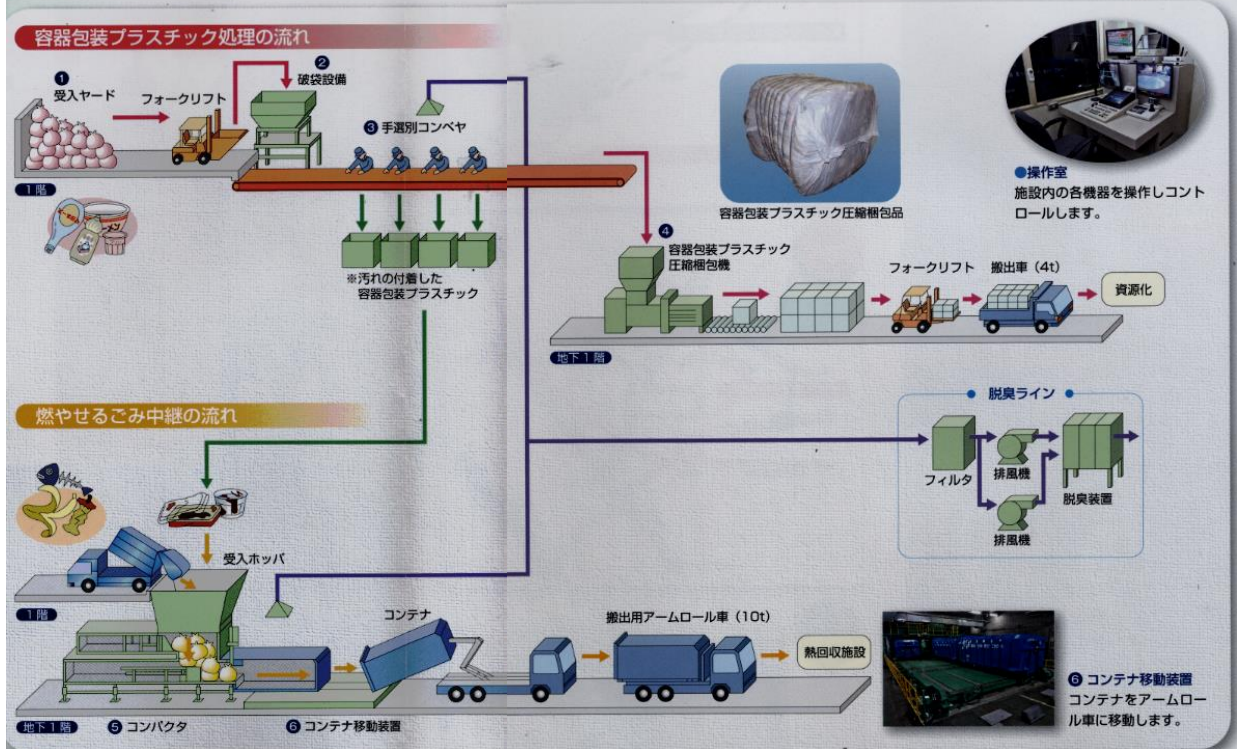 容器包装プラスチック処理の流れ
❶
受入ヤード
フォークリフト
❷
破袋設備
❸ 手選別コンベヤ
1階
※汚れの付着した
容器包装プラスチック
容器包装プラスチック圧縮梱包品
●操作室
施設内の各機器を操作しコント
ロールします。
❹
容器包装プラスチック
圧縮梱包機
フォークリフト
搬出車（4t）
資源化
地下1階
燃やせるごみ中継の流れ
脱臭ライン
フィルタ
排風機
脱臭装置
排風機
受入ホッパ
1階
コンテナ
搬出用アームロール車（10t）
熱回収施設
地下1階
❺ コンパクタ
❻ コンテナ移動装置
❻ コンテナ移動装置
コンテナをアームロー
ル車に移動します。